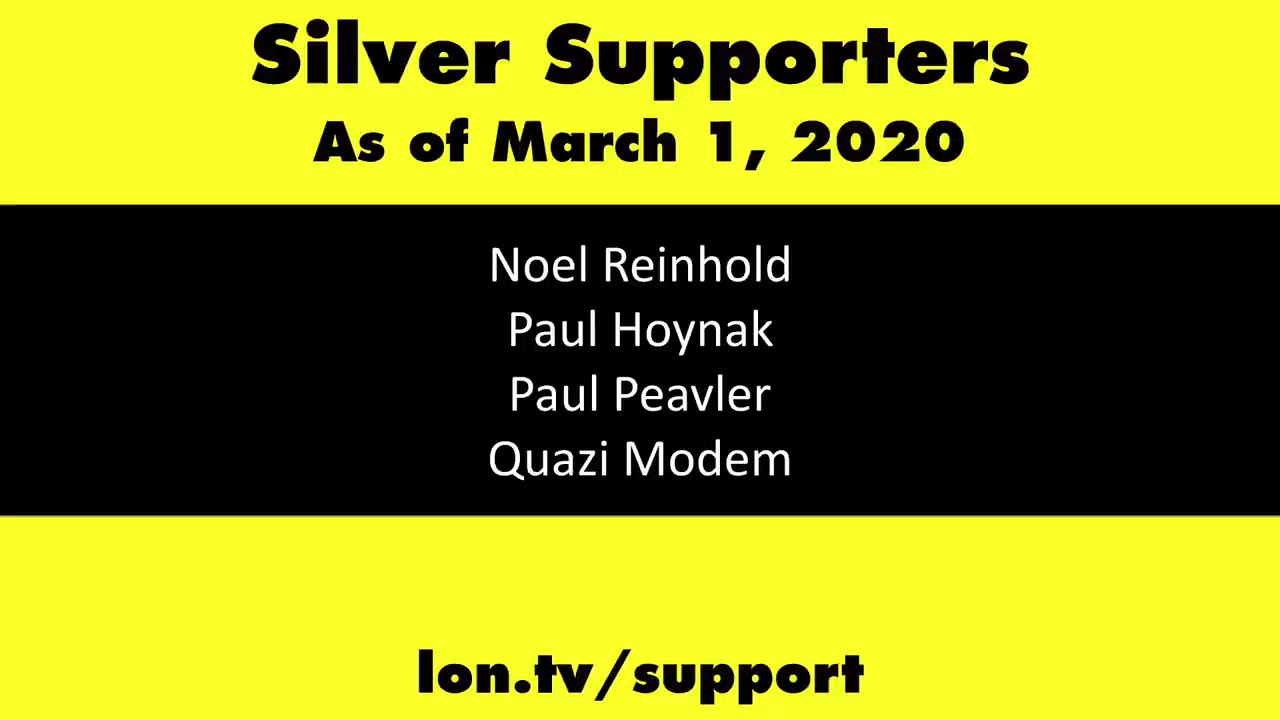 Silver Supporters
As of March 1, 2020
Noel Reinhold
Paul Hoynak
Paul Peavler
Quazi Modem
lon.tv/support